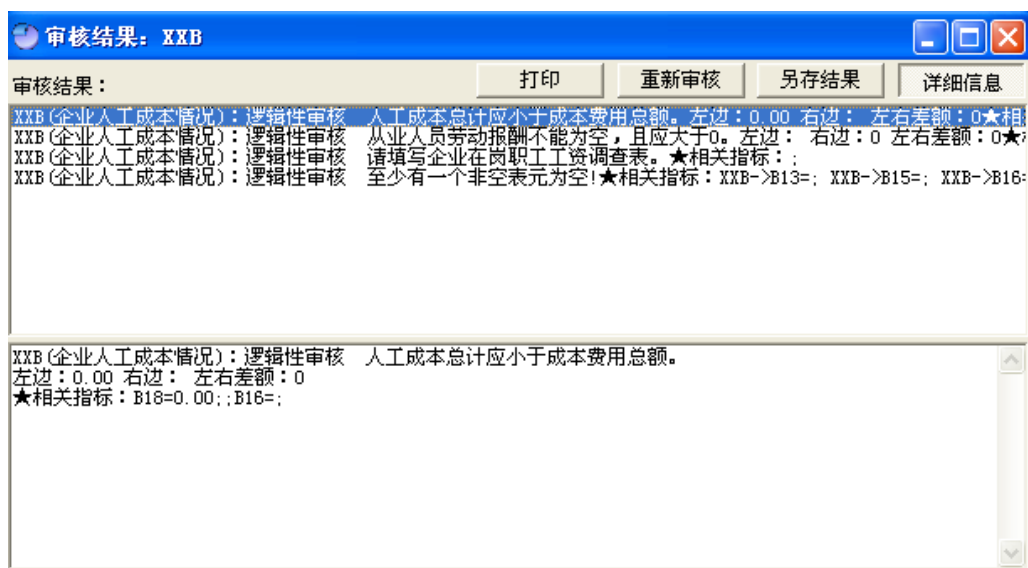 审核结果：XXB
审核结果： 打印 重新审核 另存结果 详细信息
XXB(企业人工成本情况)：逻辑性审核 人工成本总计应小于成本费用总额。左边：0.00 右边： 左右差额：0★相
XXB(企业人工成本情况)：逻辑性审核 从业人员劳动报酬不能为空，且应大于0。左边： 右边：0 左右差额：0★
XXB(企业人工成本情况)：逻辑性审核 请填写企业在岗职工工资调查表。★相关指标：;
XXB(企业人工成本情况)：逻辑性审核 至少有一个非空表元为空!★相关指标：XXB->B13=; XXB->B15=; XXB->B16=
XXB(企业人工成本情况)：逻辑性审核 人工成本总计应小于成本费用总额。
左边：0.00 右边： 左右差额：0
★相关指标：B18=0.00;;B16=;